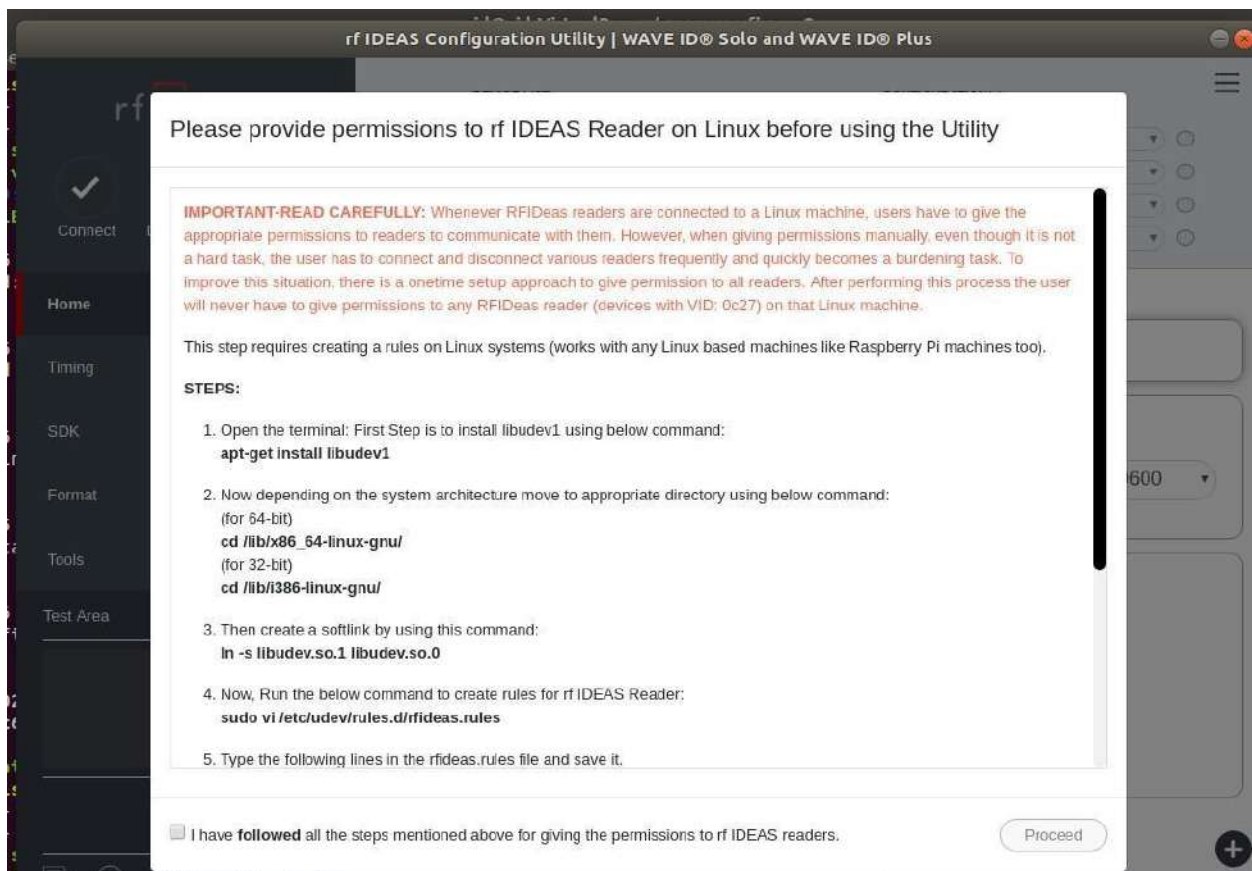 rf IDEAS Configuration Utility | WAVE ID® Solo and WAVE ID® Plus
rf
Please provide permissions to rf IDEAS Reader on Linux before using the Utility
Connect
Home
Timing
SDK
Format
Tools
Test Area
IMPORTANT-READ CAREFULLY: Whenever RFIDeas readers are connected to a Linux machine, users have to give the
appropriate permissions to readers to communicate with them. However, when giving permissions manually, even though it is not
a hard task, the user has to connect and disconnect various readers frequently and quickly becomes a burdening task. To
improve this situation, there is a onetime setup approach to give permission to all readers. After performing this process the user
will never have to give permissions to any RFIDeas reader (devices with VID: 0c27) on that Linux machine.
This step requires creating a rules on Linux systems (works with any Linux based machines like Raspberry Pi machines too).
STEPS:
1. Open the terminal: First Step is to install libudev1 using below command:
apt-get install libudev1
2. Now depending on the system architecture move to appropriate directory using below command:
(for 64-bit)
cd /lib/x86_64-linux-gnu/
(for 32-bit)
cd /lib/i386-linux-gnu/
3. Then create a softlink by using this command:
ln -s libudev.so.1 libudev.so.0
4. Now, Run the below command to create rules for rf IDEAS Reader:
sudo vi /etc/udev/rules.d/rfideas.rules
5. Type the following lines in the rfideas.rules file and save it.
I have followed all the steps mentioned above for giving the permissions to rf IDEAS readers.
Proceed